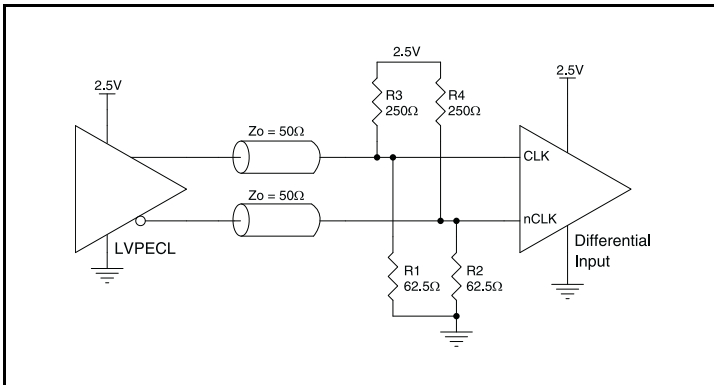 2.5V
2.5V
2.5V
R3
250Ω
R4
250Ω
Zo = 50Ω
CLK
Zo = 50Ω
nCLK
LVPECL
Differential
Input
R1
62.5Ω
R2
62.5Ω